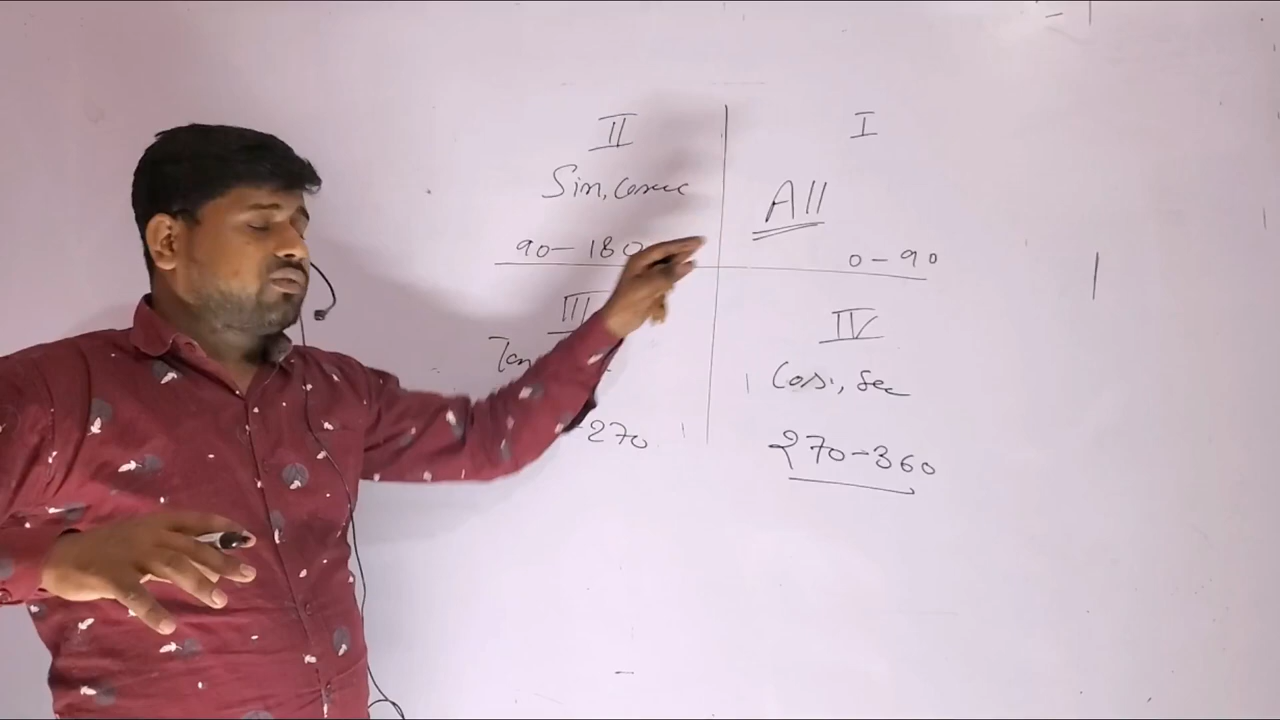 II
Sin, Cosec
90 - 180
I
All
0 - 90
III
Tan
- 270
IV
Cos, Sec
270 - 360